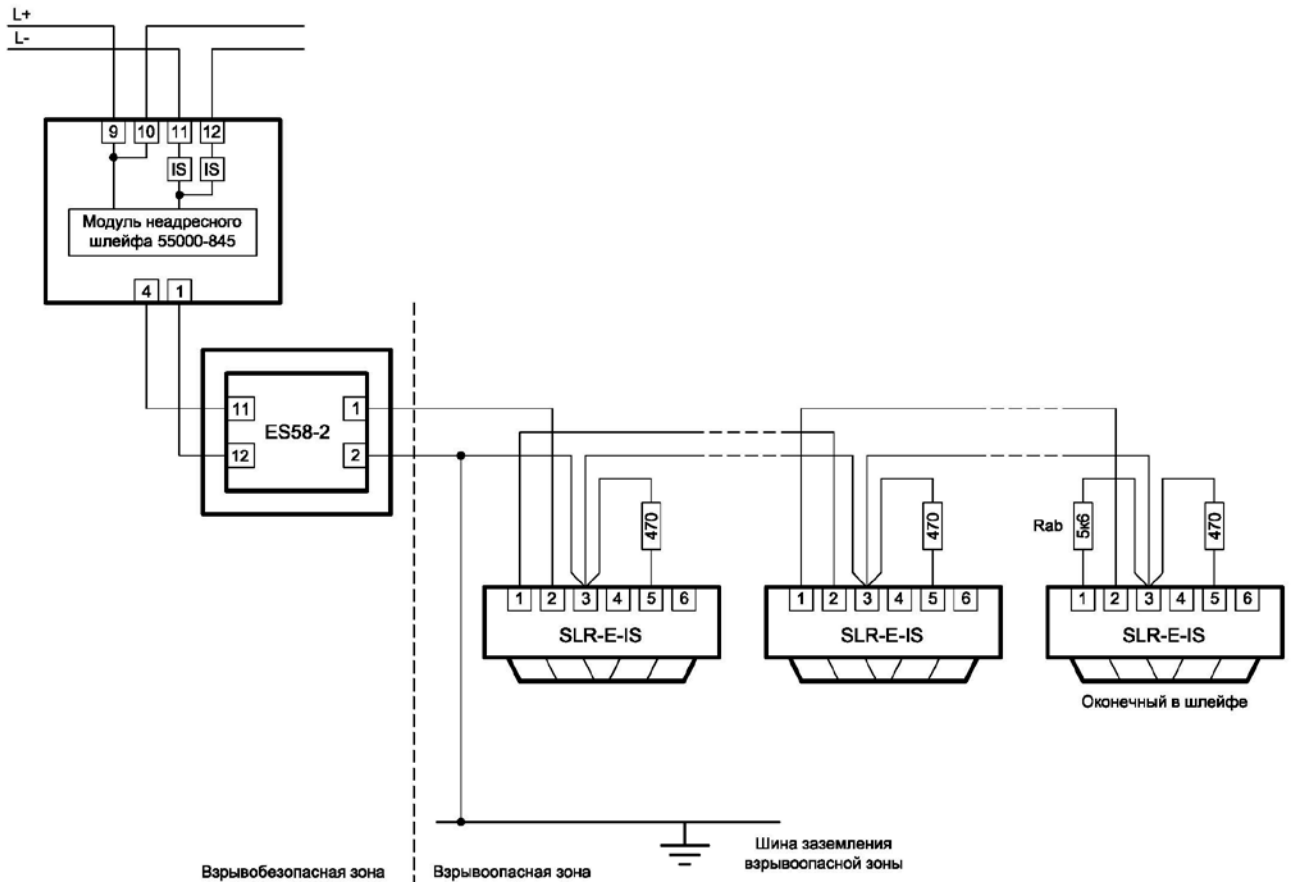 L+
L-
9 10 11 12
IS IS
Модуль неадресного
шлейфа 55000-845
4 1
11 1
ES58-2
12 2
470
470
Rab
5к6
470
1 2 3 4 5 6
SLR-E-IS
1 2 3 4 5 6
SLR-E-IS
1 2 3 4 5 6
SLR-E-IS
Оконечный в шлейфе
Шина заземления
взрывоопасной зоны
Взрывобезопасная зона
Взрывоопасная зона